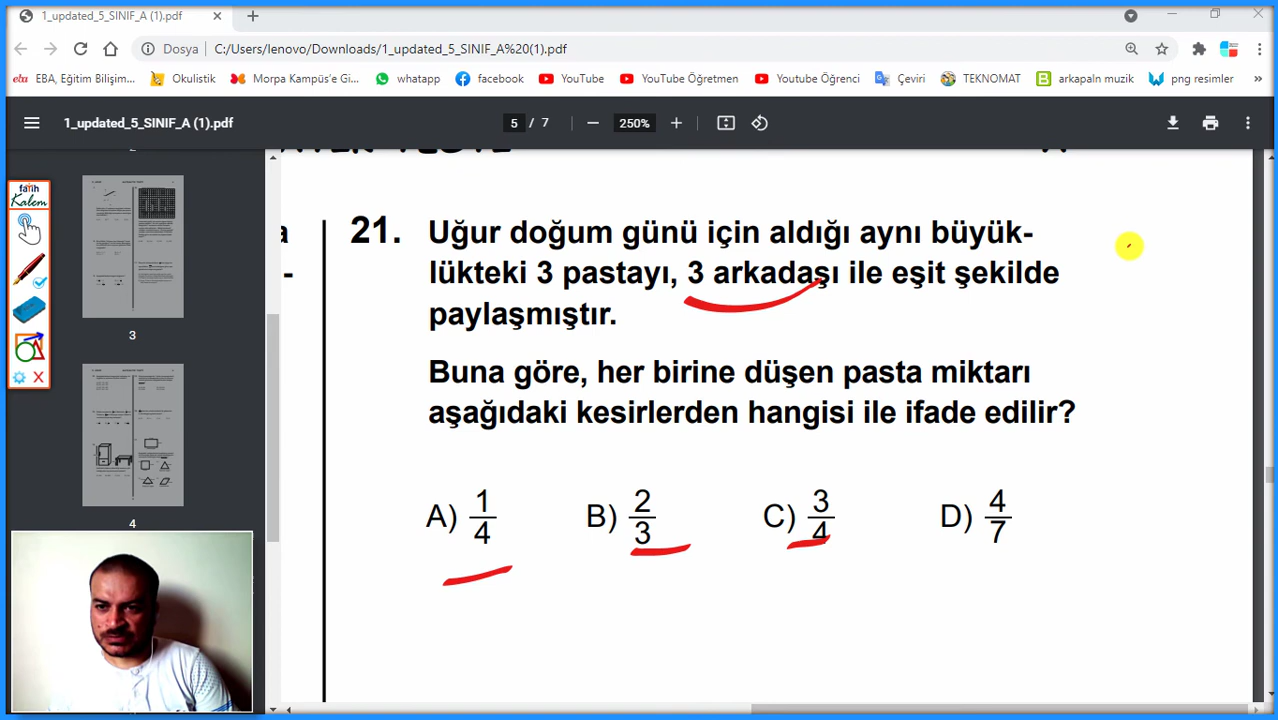 1_updated_5_SINIF_A (1).pdf
Dosya C:/Users/lenovo/Downloads/1_updated_5_SINIF_A%20(1).pdf
eba EBA, Eğitim Bilişim... Okulistik Morpa Kampüs'e Gi... whatapp facebook YouTube YouTube Öğretmen Youtube Öğrenci Çeviri TEKNOMAT arkapaln muzik png resimler »
1_updated_5_SINIF_A (1).pdf 5 / 7 250%
fatih
Kalem
3
4
a
-
21. Uğur doğum günü için aldığı aynı büyük-
lükteki 3 pastayı, 3 arkadaşı ile eşit şekilde
paylaşmıştır.
Buna göre, her birine düşen pasta miktarı
aşağıdaki kesirlerden hangisi ile ifade edilir?
A) 1/4 B) 2/3 C) 3/4 D) 4/7